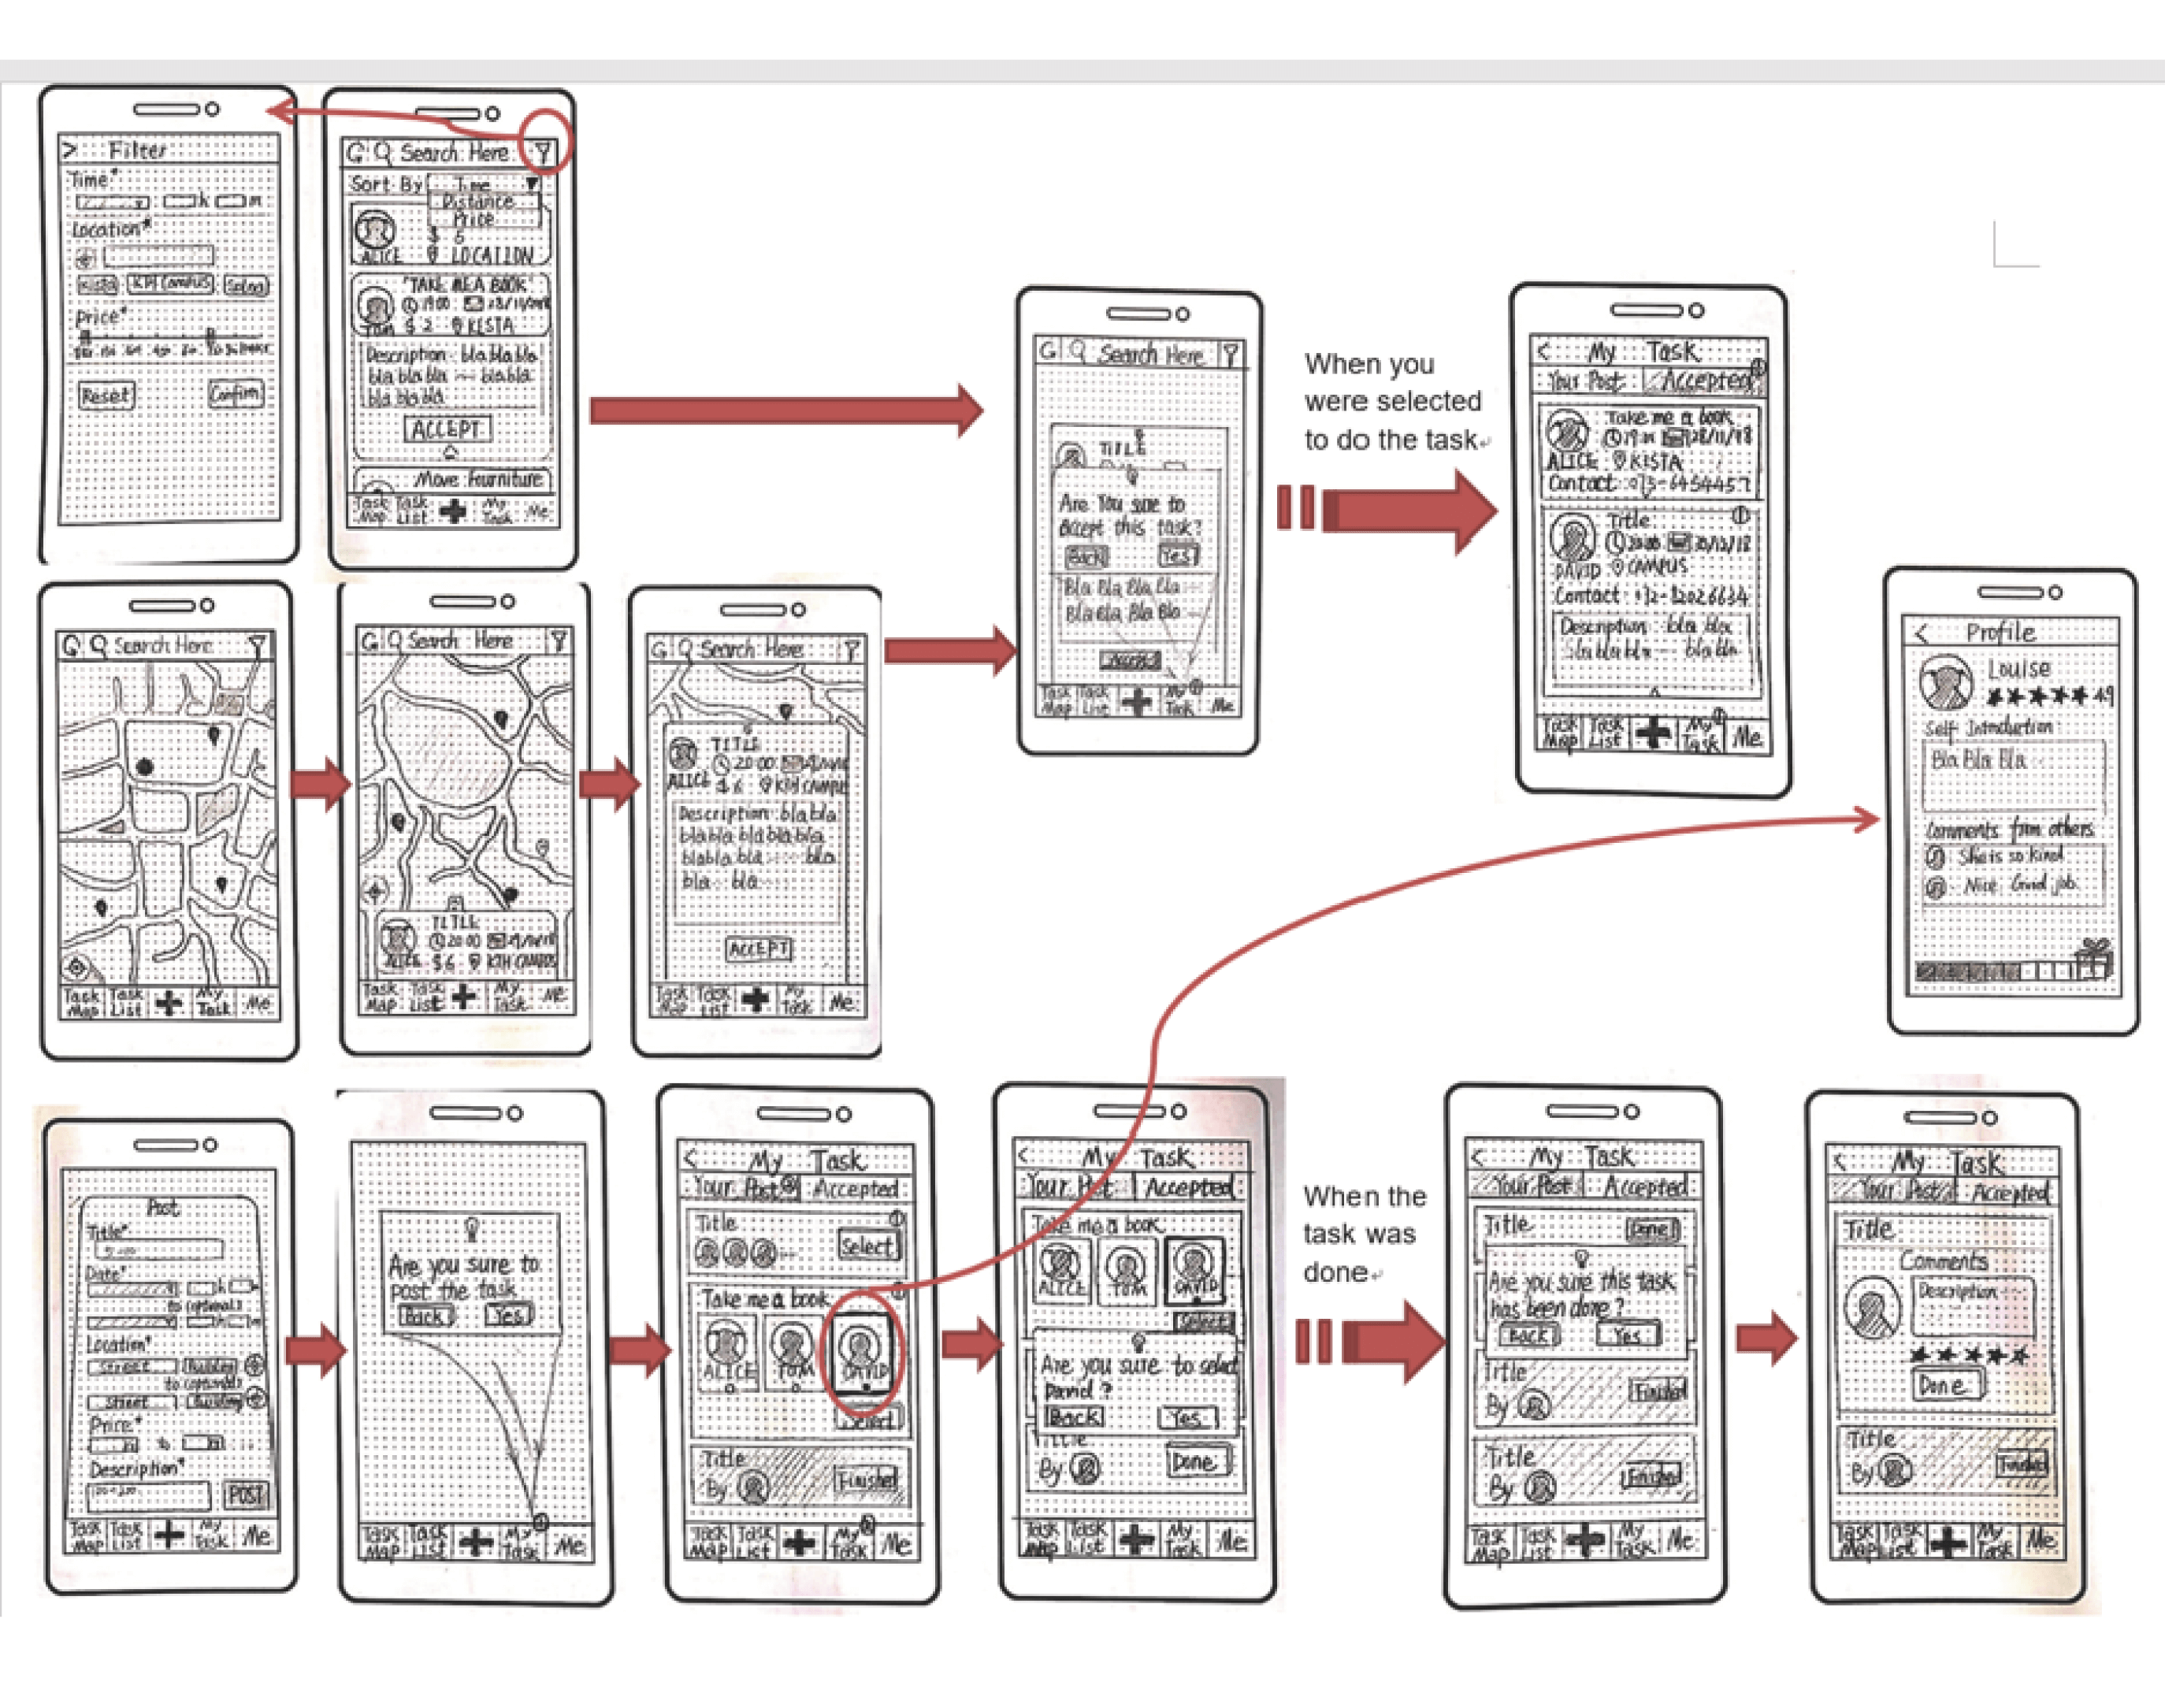 > Filter
Time*
h m
Location*
Kista KTH Campus Solna
Price*
Reset Confirm
Search Here
Sort By Time
Distance
Price
$ 5
ALICE LOCATION
"TAKE ME A BOOK"
19:00 28/11/2018
Tom $ 2 KISTA
Description: bla bla bla
bla bla bla --- bla bla
bla bla bla
ACCEPT
Move Fourniture
Task Map Task List + My Task Me
Search Here
TITLE
Are You sure to
accept this task?
Back Yes
Bla Bla Bla Bla
Bla Bla Bla Bla
Accept
Task Map Task List + My Task Me
When you
were selected
to do the task
< My Task
Your Post Accepted
Take me a book
19:00 28/11/18
ALICE KISTA
Contact: 073-6454457
Title
20:00 20/12/18
DAVID CAMPUS
Contact: 072-12026634
Description: bla bla
bla bla bla --- bla bla
Task Map Task List + My Task Me
Search Here
Task Map Task List + My Task Me
Search Here
TITLE
20:00
ALICE $ 6 KTH CAMPUS
Task Map Task List + My Task Me
Search Here
TITLE
20:00
ALICE $ 6 KTH CAMPUS
Description: bla bla
bla bla bla bla bla
bla bla bla --- bla
bla bla
ACCEPT
Task Map Task List + My Task Me
< Profile
Louise
4.9
Self Introduction
Bla Bla Bla
Comments from others
She is so kind
Nice Good job
Post
Title*
Date*
to (optional)
Location*
Street Building
to (optional)
Street Building
Price*
to
Description*
POST
Task Map Task List + My Task Me
Are you sure to
post the task
Back Yes
Task Map Task List + My Task Me
< My Task
Your Post Accepted
Title
Select
Take me a book
ALICE TOM DAVID
Select
Title
By Finished
Task Map Task List + My Task Me
< My Task
Your Post Accepted
Take me a book
ALICE TOM DAVID
Select
Are you sure to select
David?
Back Yes
Title
By Done
Task Map Task List + My Task Me
When the
task was
done
< My Task
Your Post Accepted
Title Done
Are you sure this task
has been done?
Back Yes
Title
By Finished
Title
By Finished
Task Map Task List + My Task Me
< My Task
Your Post Accepted
Title
Comments
Description
Done
Title
By Finished
Task Map Task List + My Task Me